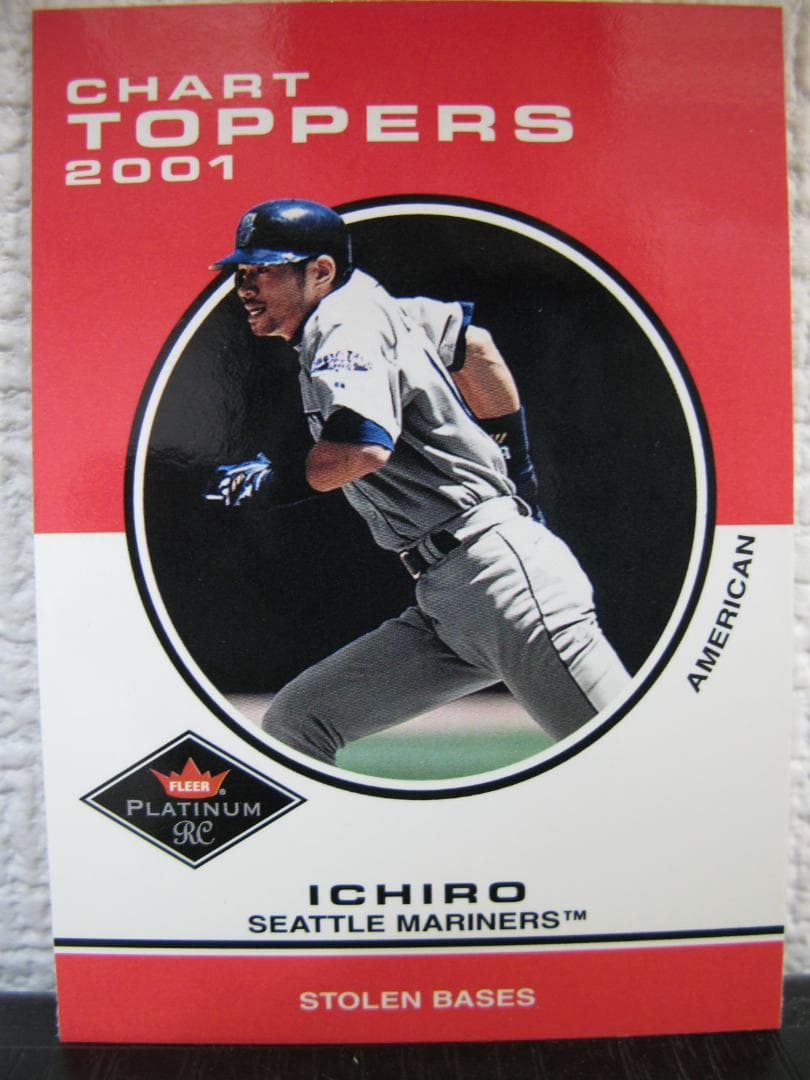 CHART
TOPPERS
2001
AMERICAN
FLEER®
PLATINUM
RC
ICHIRO
SEATTLE MARINERS™
STOLEN BASES